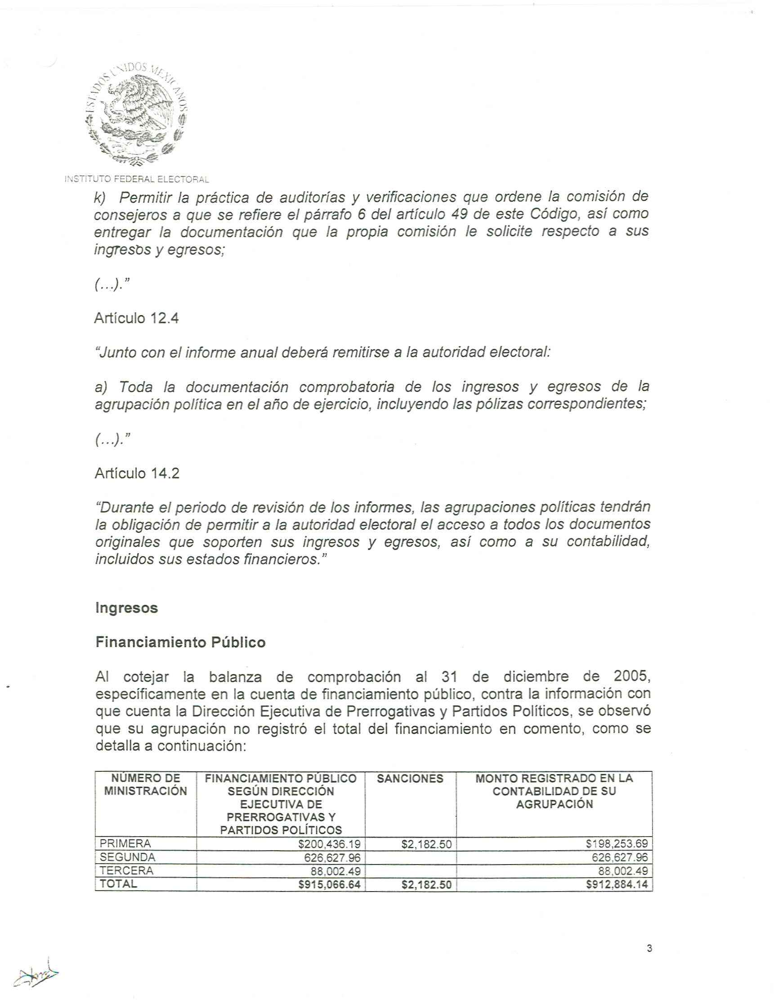 ESTADOS UNIDOS MEXICANOS
INSTITUTO FEDERAL ELECTORAL
k) Permitir la práctica de auditorías y verificaciones que ordene la comisión de
consejeros a que se refiere el párrafo 6 del artículo 49 de este Código, así como
entregar la documentación que la propia comisión le solicite respecto a sus
ingresos y egresos;
(...)."
Artículo 12.4
“Junto con el informe anual deberá remitirse a la autoridad electoral:
a) Toda la documentación comprobatoria de los ingresos y egresos de la
agrupación política en el año de ejercicio, incluyendo las pólizas correspondientes;
(...)."
Artículo 14.2
“Durante el periodo de revisión de los informes, las agrupaciones políticas tendrán
la obligación de permitir a la autoridad electoral el acceso a todos los documentos
originales que soporten sus ingresos y egresos, así como a su contabilidad,
incluidos sus estados financieros.”
Ingresos
Financiamiento Público
Al cotejar la balanza de comprobación al 31 de diciembre de 2005,
específicamente en la cuenta de financiamiento público, contra la información con
que cuenta la Dirección Ejecutiva de Prerrogativas y Partidos Políticos, se observó
que su agrupación no registró el total del financiamiento en comento, como se
detalla a continuación:
NÚMERO DE MINISTRACIÓN FINANCIAMIENTO PÚBLICO SEGÚN DIRECCIÓN EJECUTIVA DE PRERROGATIVAS Y PARTIDOS POLÍTICOS SANCIONES MONTO REGISTRADO EN LA CONTABILIDAD DE SU AGRUPACIÓN
PRIMERA $200,436.19 $2,182.50 $198,253.69
SEGUNDA 626,627.96 626,627.96
TERCERA 88,002.49 88,002.49
TOTAL $915,066.64 $2,182.50 $912,884.14
3